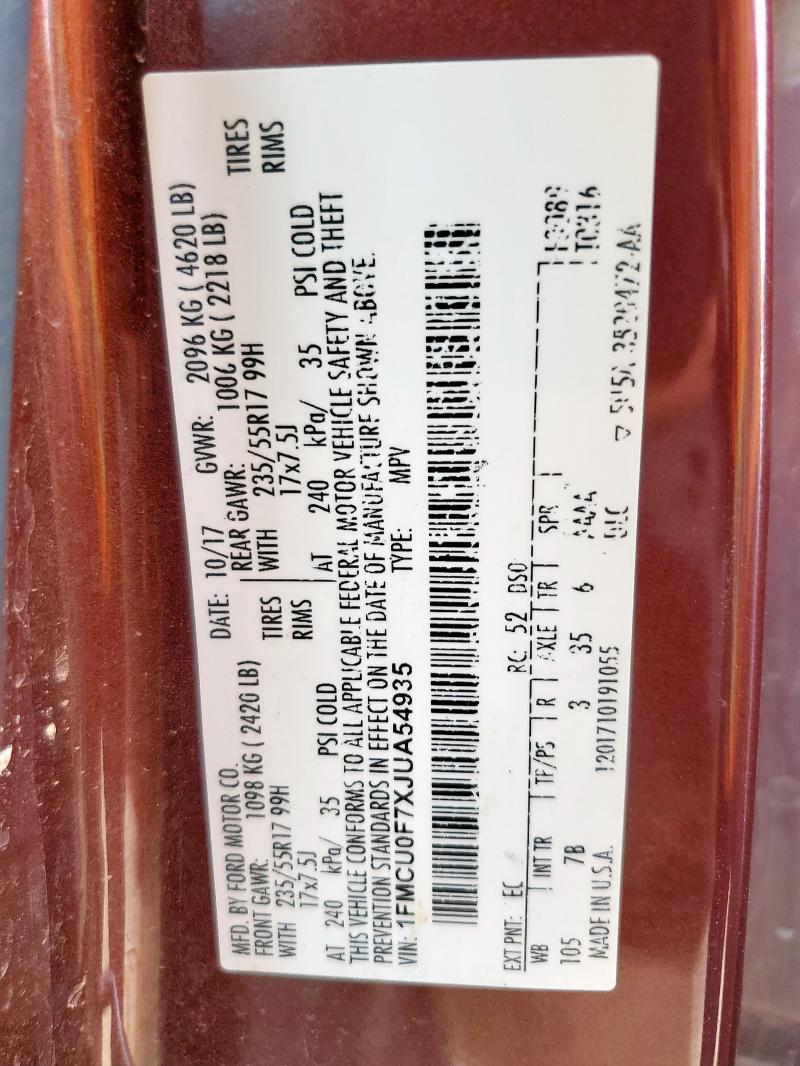 MFD. BY FORD MOTOR CO.
DATE: 10/17 GVWR: 2096 KG ( 4620 LB)
FRONT GAWR: 1098 KG ( 2420 LB)
REAR GAWR: 1006 KG ( 2218 LB)
WITH 235/55R17 99H TIRES
WITH 235/55R17 99H TIRES
17x7.5J RIMS
17x7.5J RIMS
AT 240 kPa/ 35 PSI COLD
AT 240 kPa/ 35 PSI COLD
THIS VEHICLE CONFORMS TO ALL APPLICABLE FEDERAL MOTOR VEHICLE SAFETY AND THEFT
PREVENTION STANDARDS IN EFFECT ON THE DATE OF MANUFACTURE SHOWN ABOVE.
VIN: 1FMCU0F7XJUA54935 TYPE: MPV
EXT PNT: EC RC: 52 DSO:
WB INT TR TP/PS R AXLE TR SPR
105 7B 3 35 6 AAAA
MADE IN U.S.A. 1201710191055 TC316